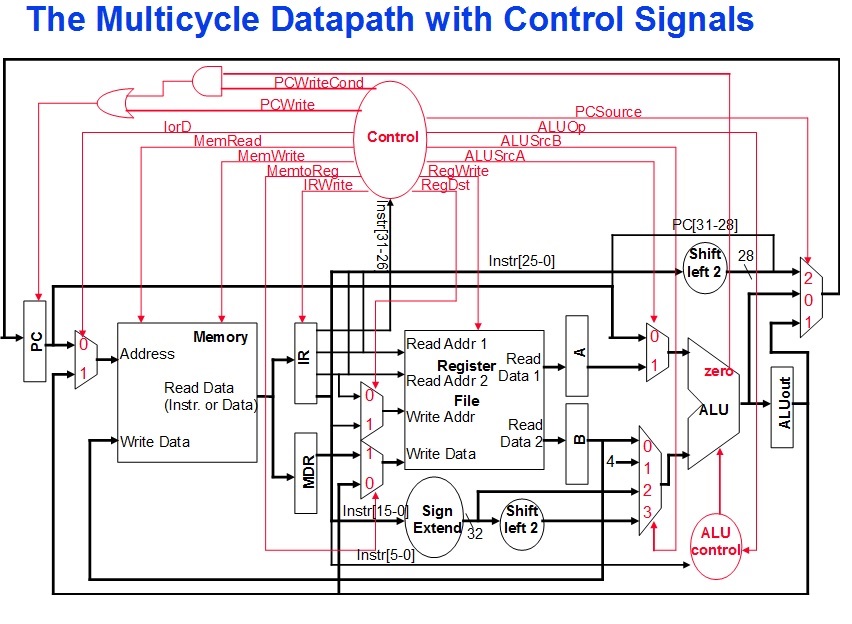 The Multicycle Datapath with Control Signals
PCWriteCond
PCWrite
PCSource
IorD
ALUOp
MemRead
Control
ALUSrcB
MemWrite
ALUSrcA
MemtoReg
RegWrite
IRWrite
RegDst
Instr[31-26
PC[31-28]
Instr[25-0]
Shift
left 2
28
2
0
1
PC
0
1
Memory
Address
Read Data
(Instr. or Data)
Write Data
IR
MDR
Read Addr 1
Register
Read
Data 1
Read Addr 2
File
Write Addr
Read
Data 2
Write Data
0
1
1
0
A
B
0
1
4
0
1
2
3
zero
ALU
ALUout
Instr[15-0]
Sign
Extend
32
Shift
left 2
ALU
control
Instr[5-0]